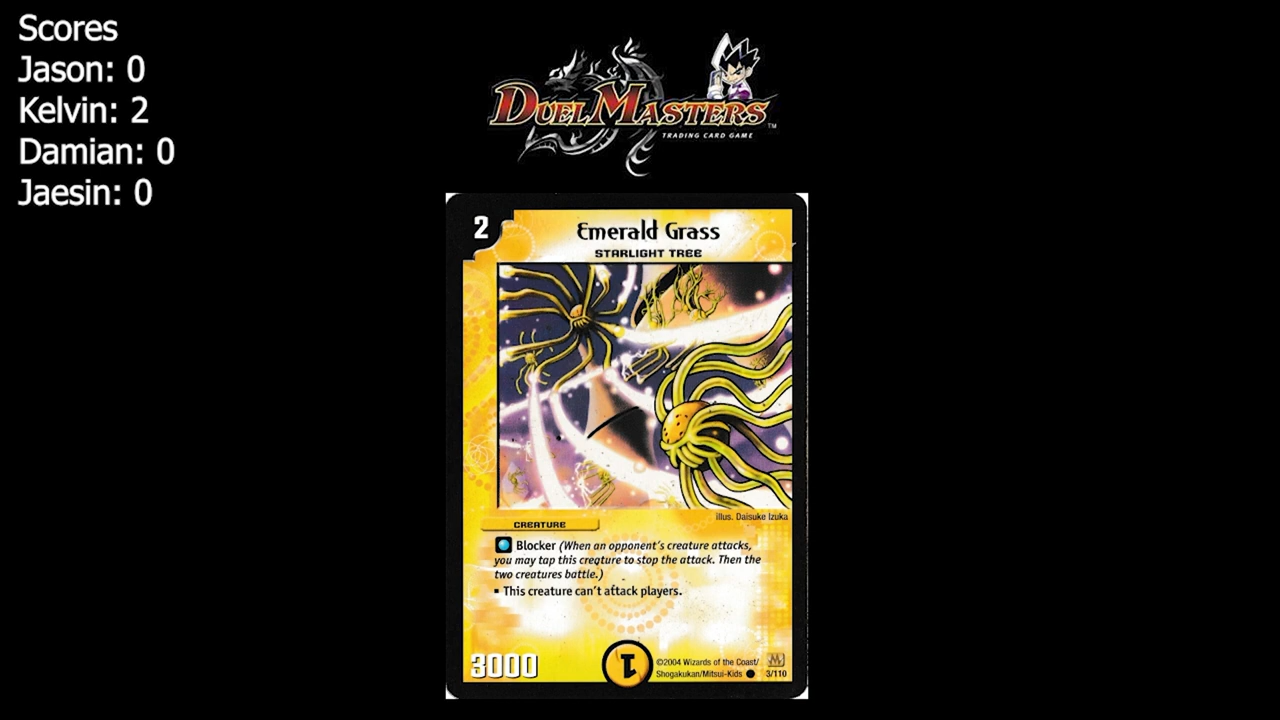 Scores
Jason: 0
Kelvin: 2
Damian: 0
Jaesin: 0
DUEL MASTERS™
TRADING CARD GAME
2
Emerald Grass
STARLIGHT TREE
illus. Daisuke Izuka
CREATURE
Blocker (When an opponent's creature attacks,
you may tap this creature to stop the attack. Then the
two creatures battle.)
▪ This creature can't attack players.
3000
1
©2004 Wizards of the Coast/
Shogakukan/Mitsui-Kids ● 3/110